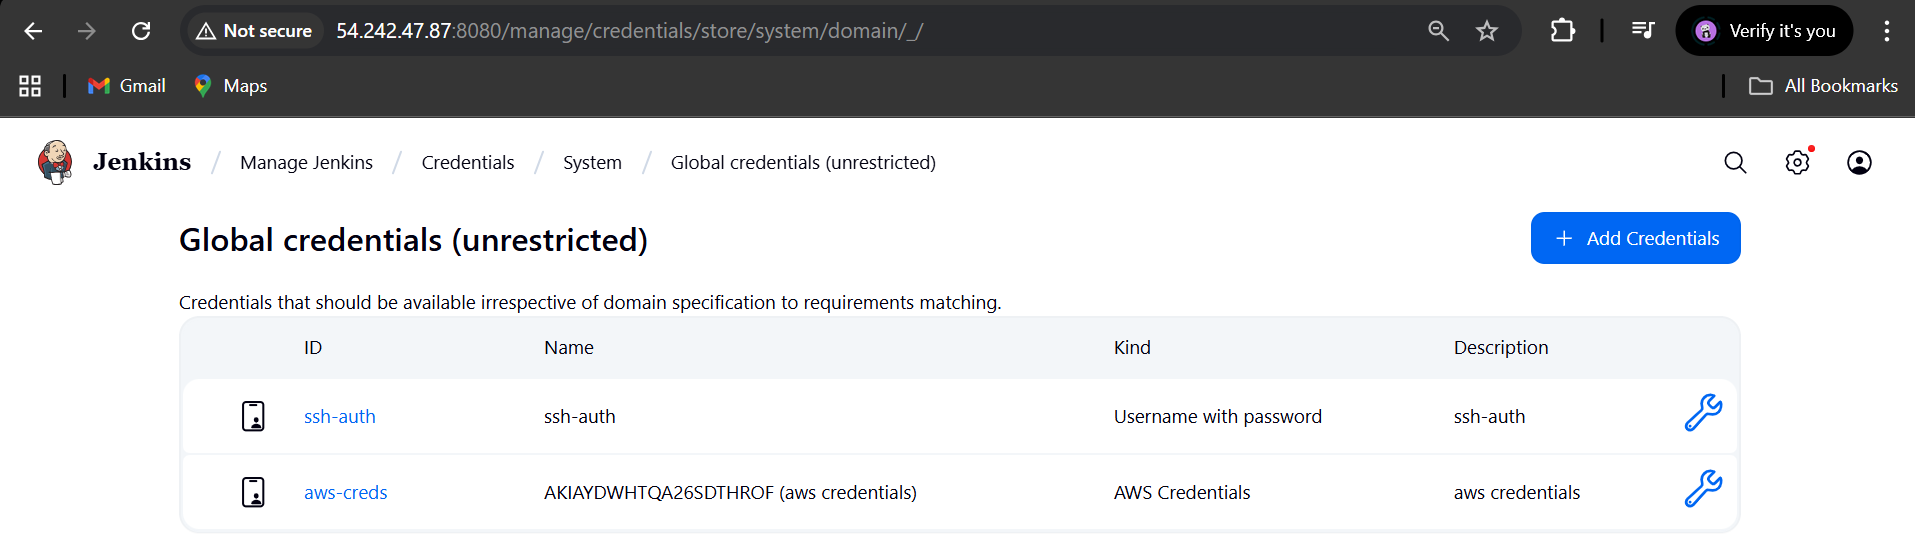 Not secure 54.242.47.87:8080/manage/credentials/store/system/domain/_/ Verify it's you
Gmail Maps All Bookmarks
Jenkins / Manage Jenkins / Credentials / System / Global credentials (unrestricted)
Global credentials (unrestricted) + Add Credentials
Credentials that should be available irrespective of domain specification to requirements matching.
ID Name Kind Description
ssh-auth ssh-auth Username with password ssh-auth
aws-creds AKIAYDWHTQA26SDTHROF (aws credentials) AWS Credentials aws credentials